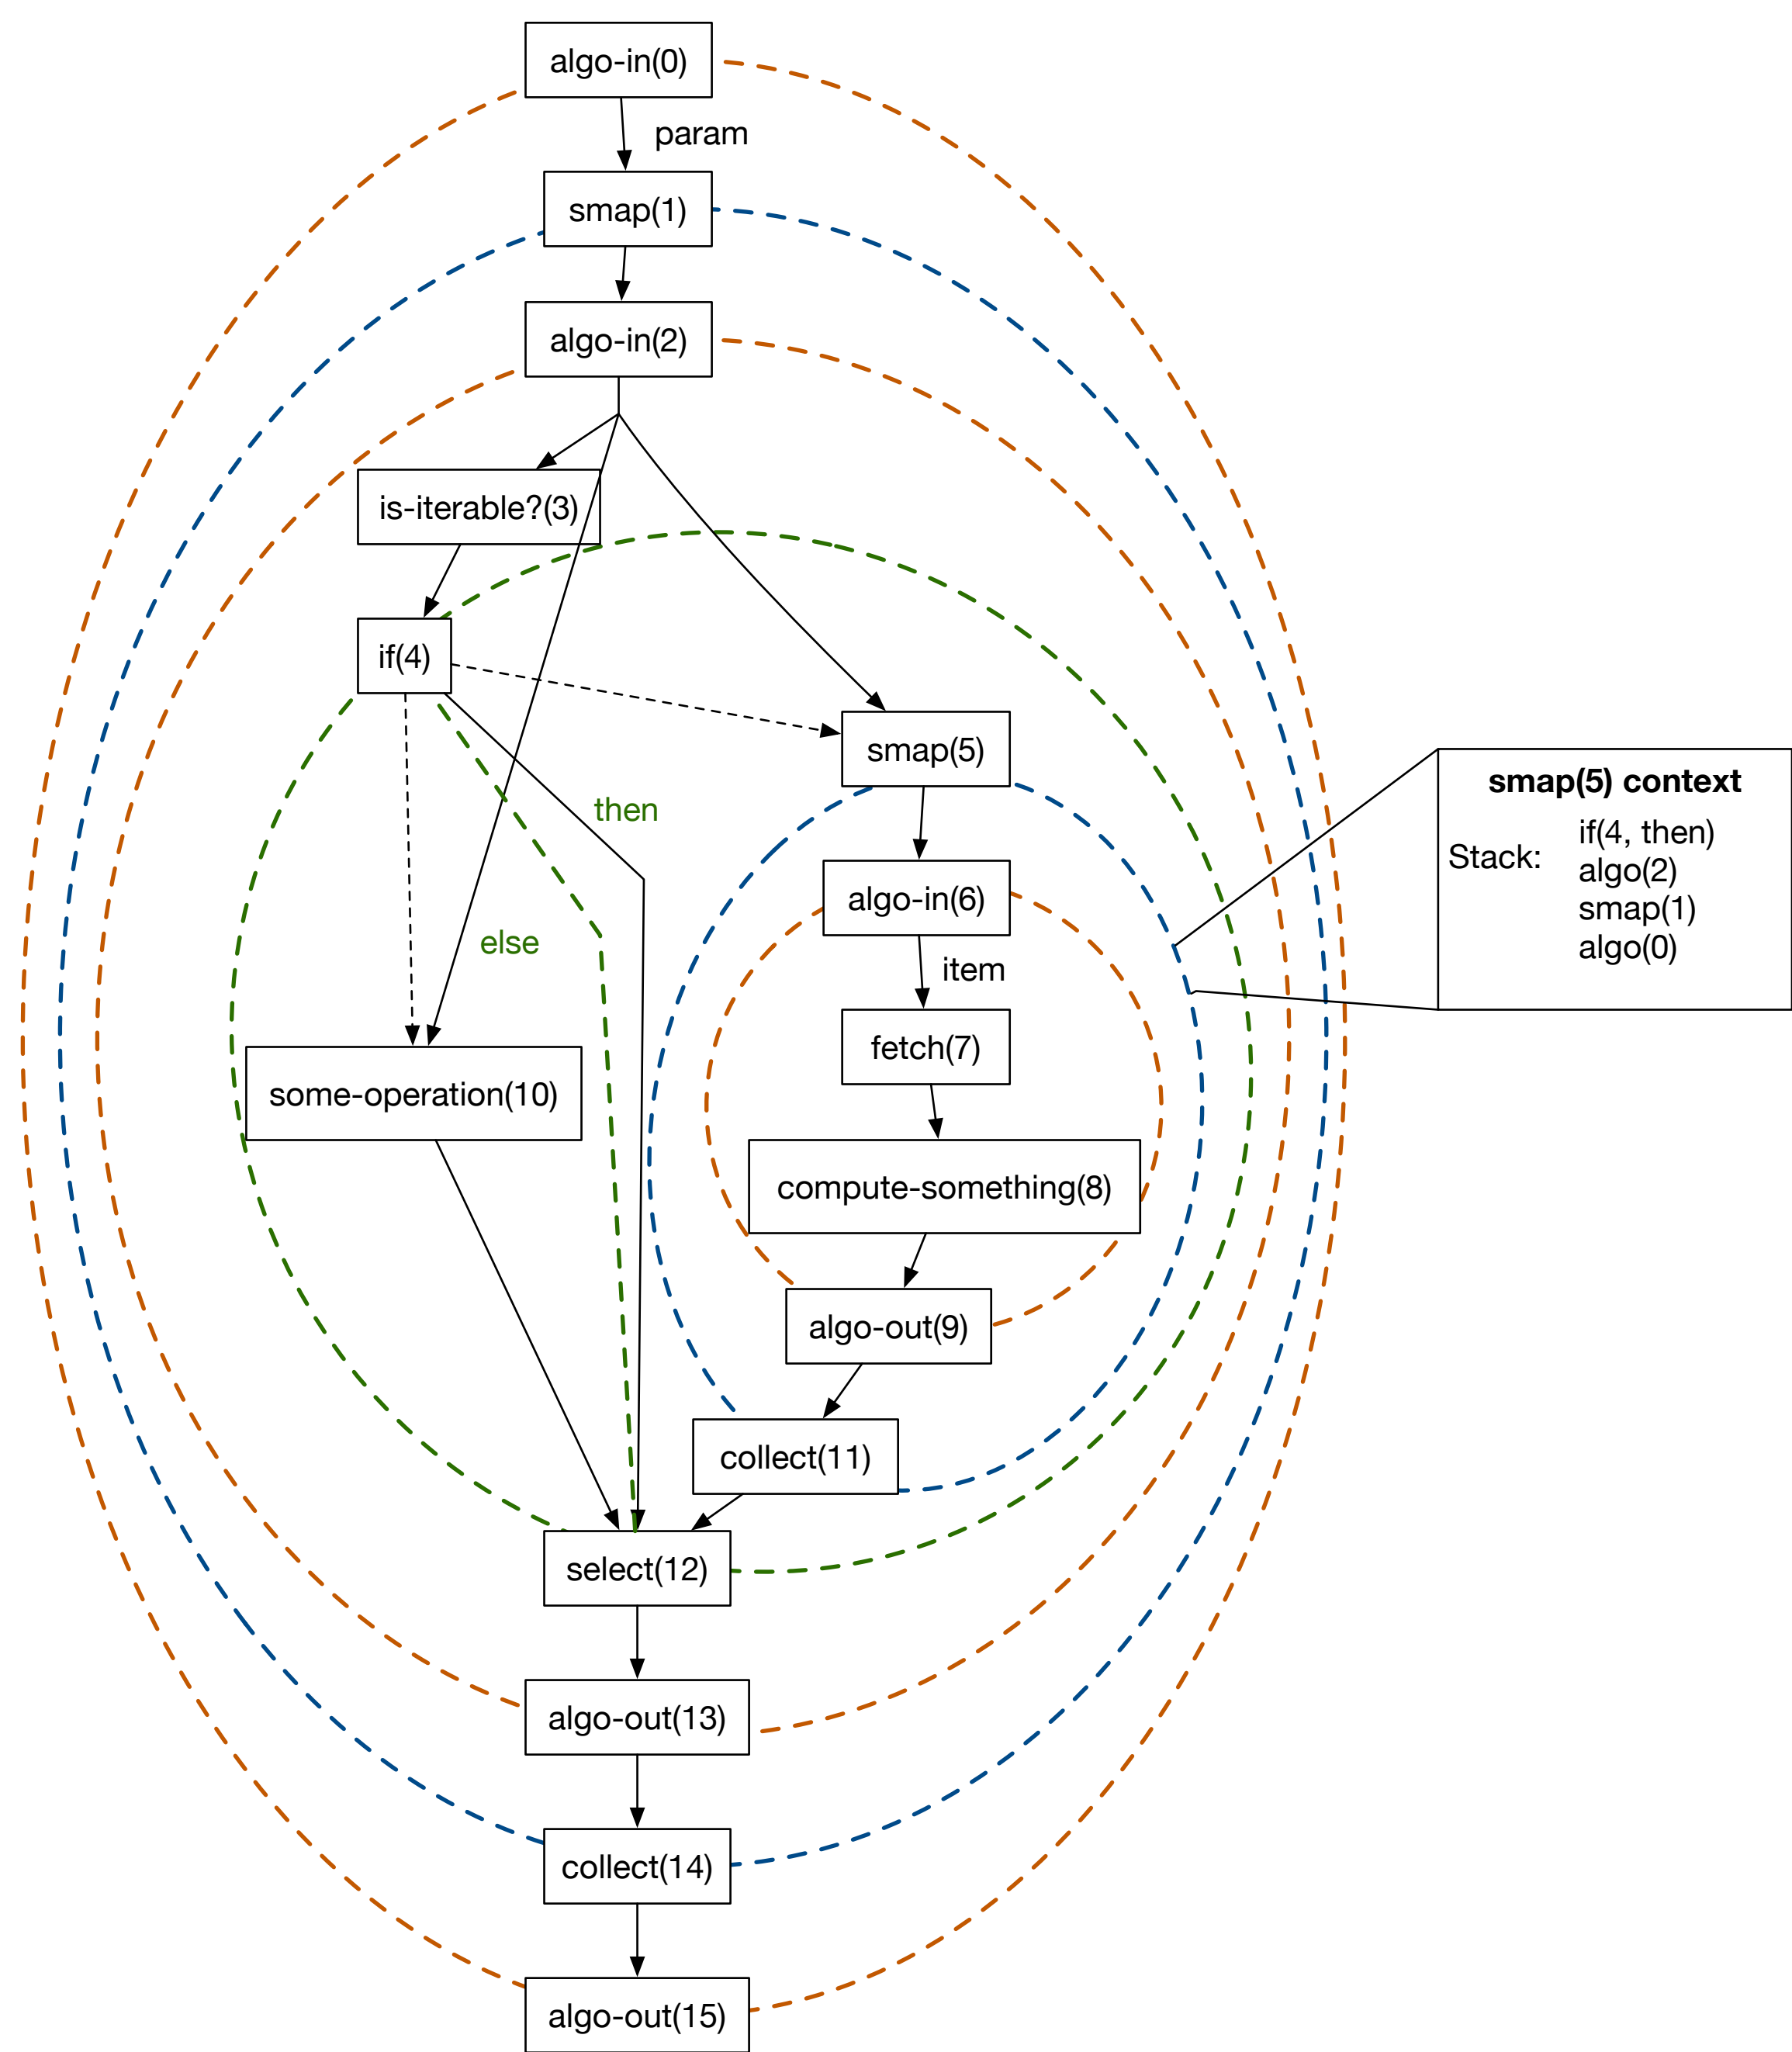 algo-in(0)
param
smap(1)
algo-in(2)
is-iterable?(3)
if(4)
smap(5)
then
smap(5) context
Stack:
if(4, then)
algo(2)
smap(1)
algo(0)
algo-in(6)
else
item
fetch(7)
some-operation(10)
compute-something(8)
algo-out(9)
collect(11)
select(12)
algo-out(13)
collect(14)
algo-out(15)